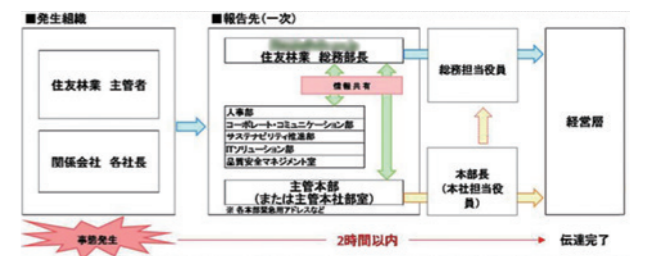 ■発生組織
住友林業 主管者
関係会社 各社長
■報告先(一次)
住友林業 総務部長
情報共有
人事部
コーポレート・コミュニケーション部
サステナビリティ推進部
ITソリューション部
品質安全マネジメント室
主管本部
(または主管本社部室)
※ 各本部緊急用アドレスなど
総務担当役員
本部長
(本社担当役
員)
経営層
事態発生
2時間以内
伝達完了